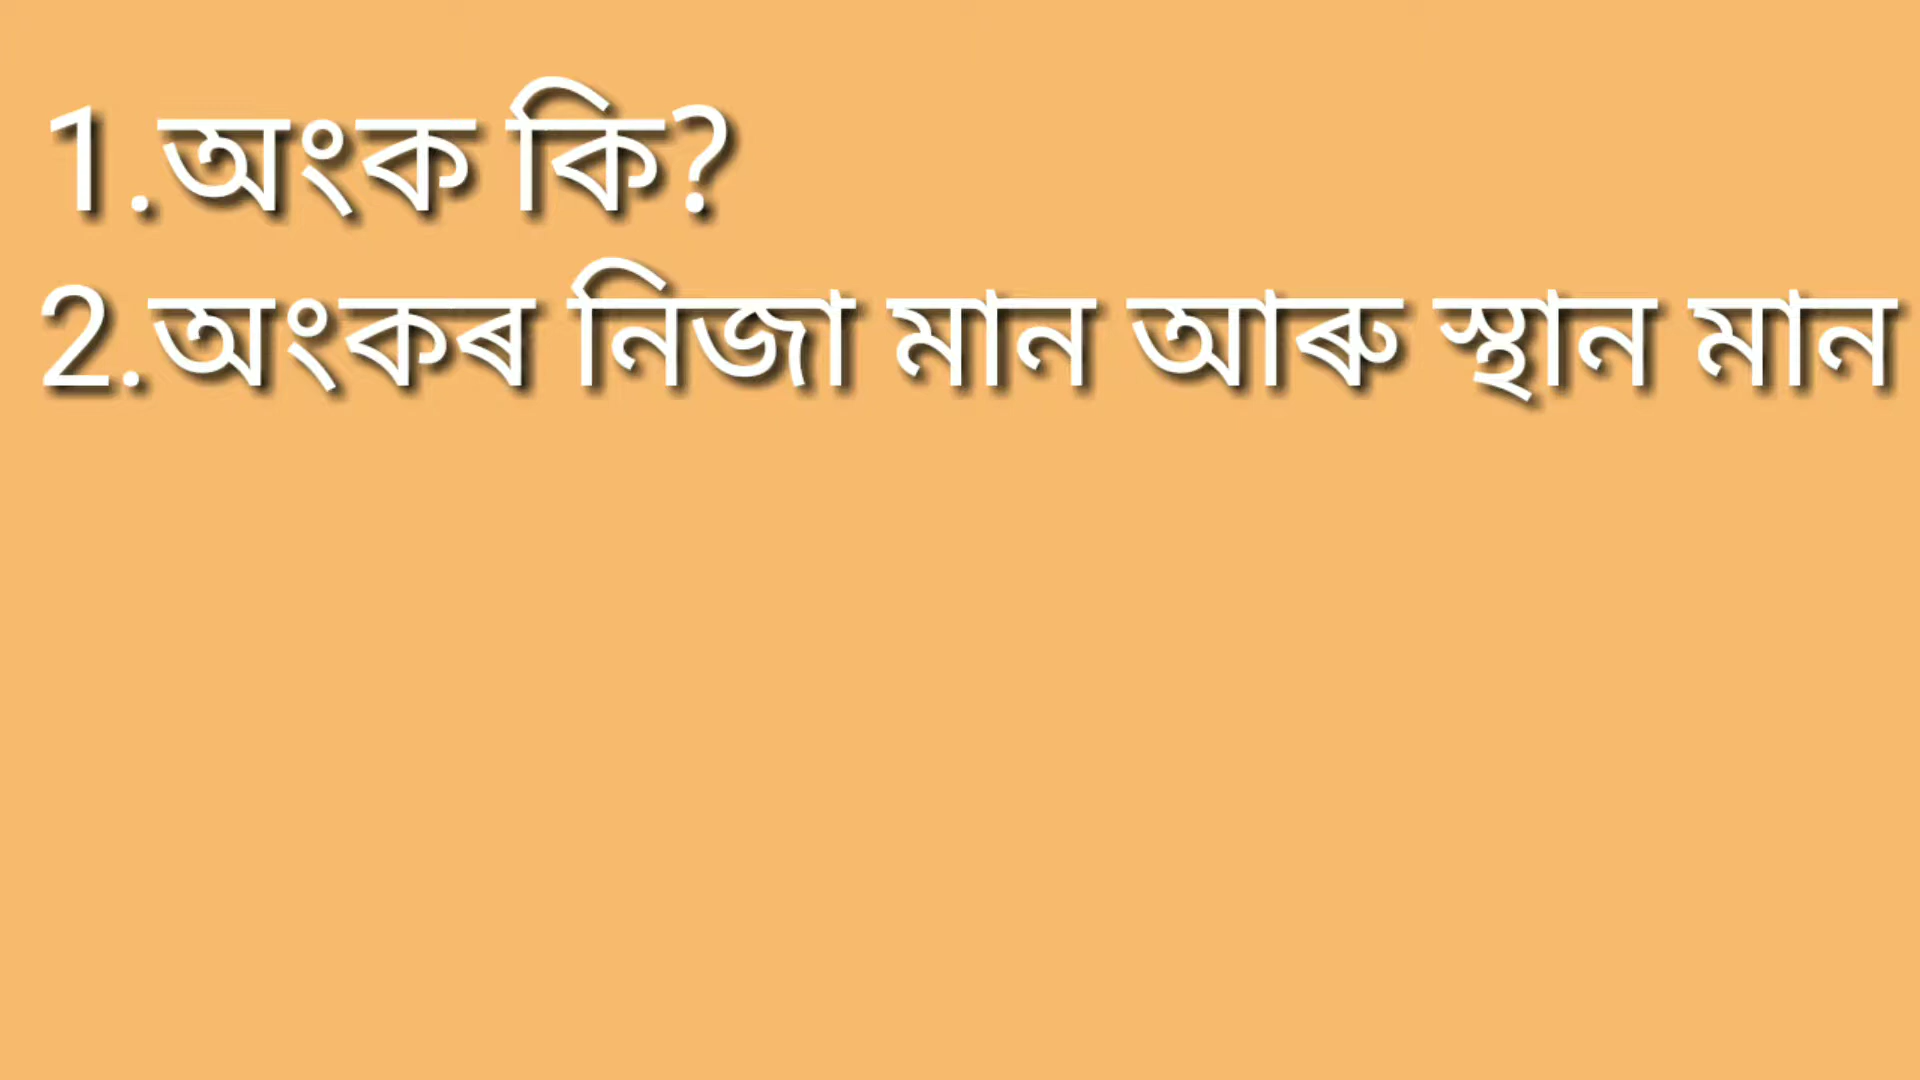 1.অংক কি?
2.অংকৰ নিজা মান আৰু স্থান মান